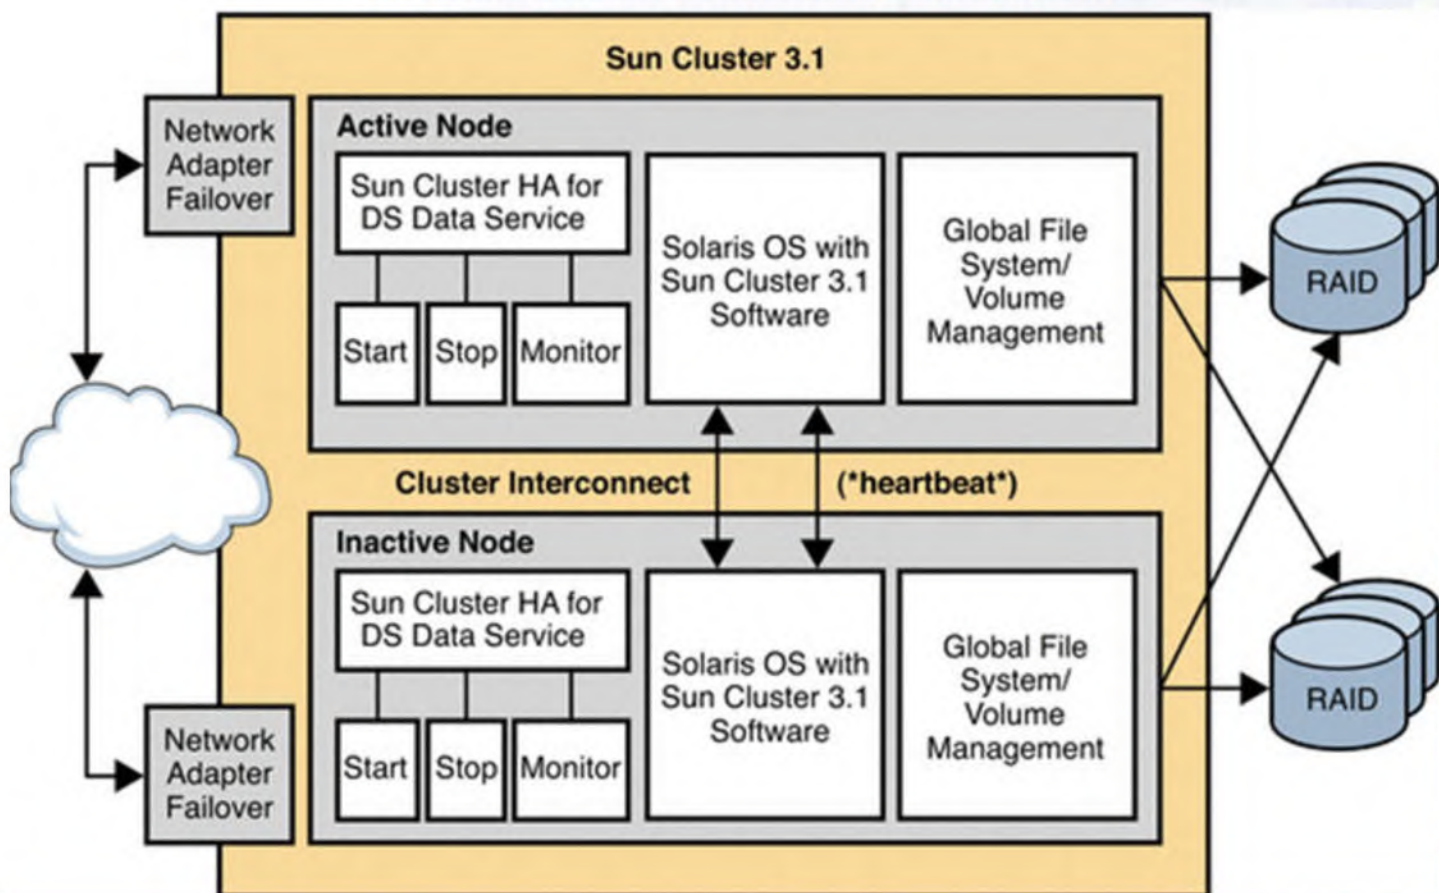 Sun Cluster 3.1
Network
Adapter
Failover
Active Node
Sun Cluster HA for
DS Data Service
Start
Stop
Monitor
Solaris OS with
Sun Cluster 3.1
Software
Global File
System/
Volume
Management
RAID
Cluster Interconnect
(*heartbeat*)
Network
Adapter
Failover
Inactive Node
Sun Cluster HA for
DS Data Service
Start
Stop
Monitor
Solaris OS with
Sun Cluster 3.1
Software
Global File
System/
Volume
Management
RAID